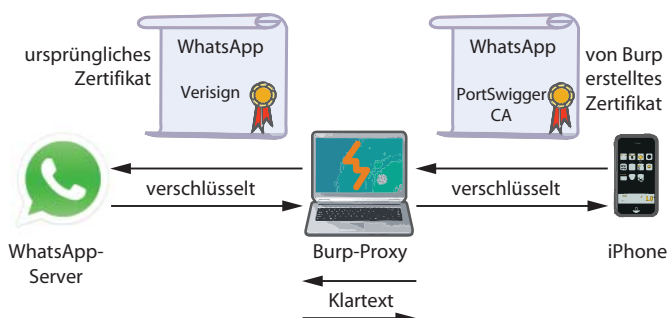 ursprüngliches
Zertifikat
WhatsApp
Verisign
WhatsApp
PortSwigger
CA
von Burp
erstelltes
Zertifikat
verschlüsselt
verschlüsselt
WhatsApp-
Server
Burp-Proxy
iPhone
Klartext